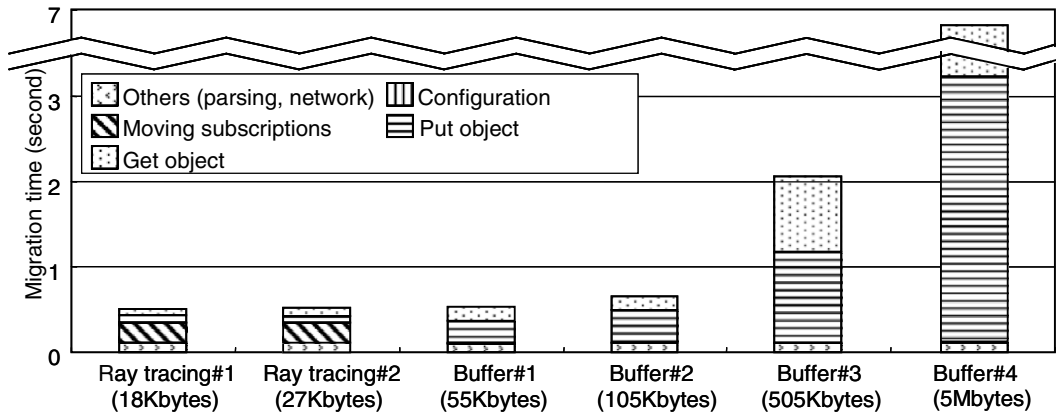 Migration time (second)
7
3
2
1
0
Others (parsing, network)
Configuration
Moving subscriptions
Put object
Get object
Ray tracing#1
(18Kbytes)
Ray tracing#2
(27Kbytes)
Buffer#1
(55Kbytes)
Buffer#2
(105Kbytes)
Buffer#3
(505Kbytes)
Buffer#4
(5Mbytes)